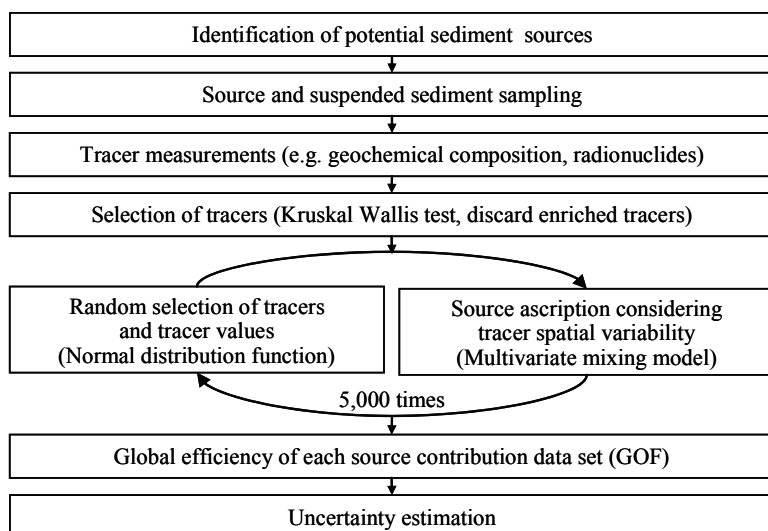 Identification of potential sediment sources
Source and suspended sediment sampling
Tracer measurements (e.g. geochemical composition, radionuclides)
Selection of tracers (Kruskal Wallis test, discard enriched tracers)
Random selection of tracers
and tracer values
(Normal distribution function)
Source ascription considering
tracer spatial variability
(Multivariate mixing model)
5,000 times
Global efficiency of each source contribution data set (GOF)
Uncertainty estimation